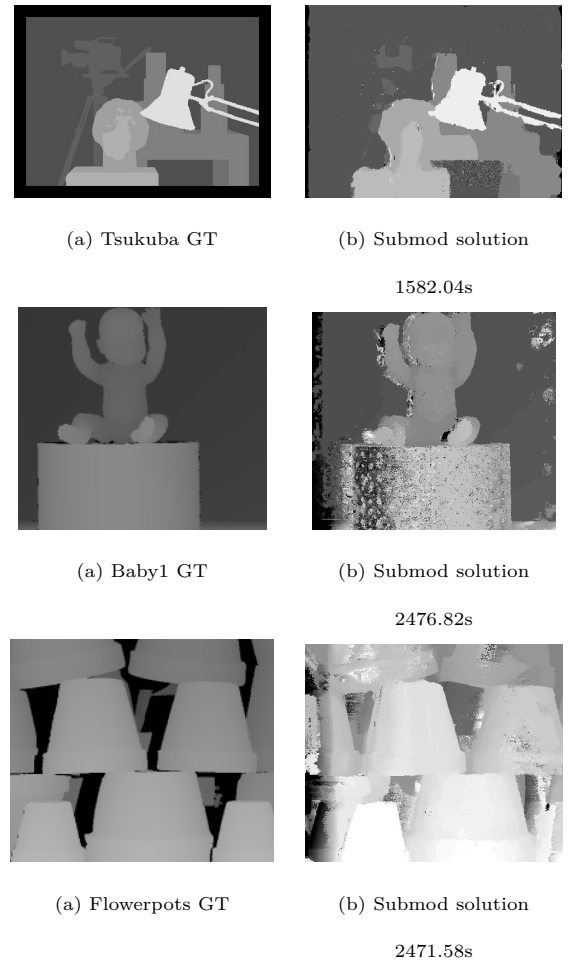 (a) Tsukuba GT
(b) Submod solution
1582.04s
(a) Baby1 GT
(b) Submod solution
2476.82s
(a) Flowerpots GT
(b) Submod solution
2471.58s